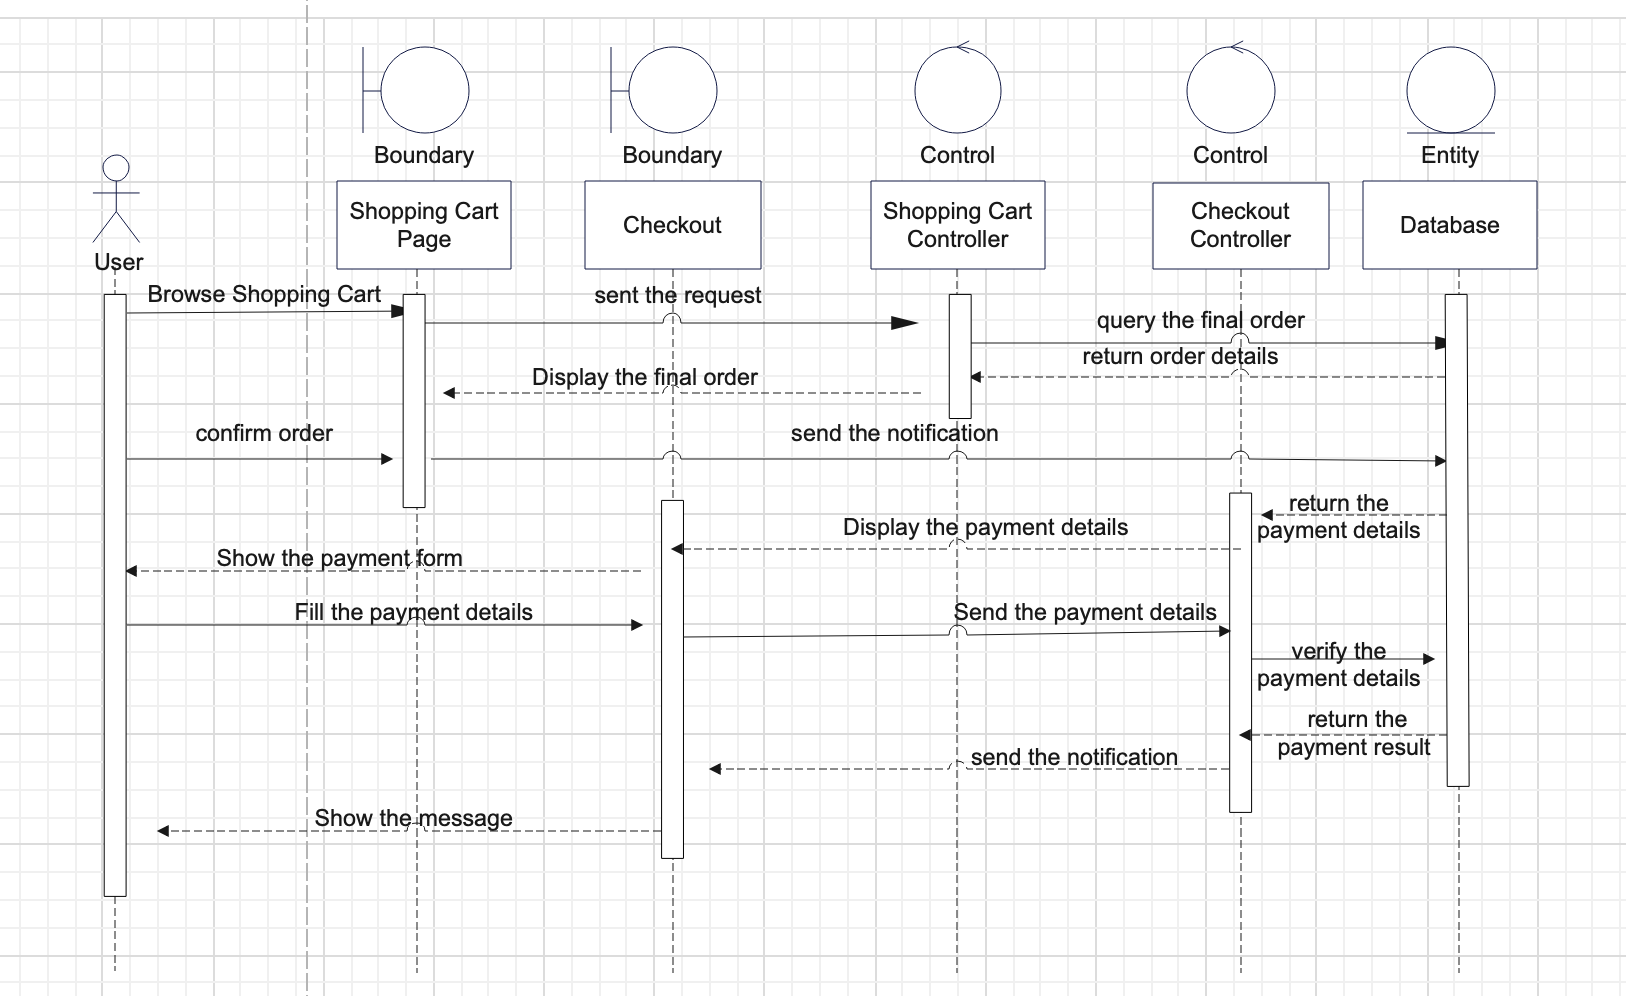 Boundary
Boundary
Control
Control
Entity
User
Shopping Cart
Page
Checkout
Shopping Cart
Controller
Checkout
Controller
Database
Browse Shopping Cart
sent the request
query the final order
return order details
Display the final order
confirm order
send the notification
return the
payment details
Display the payment details
Show the payment form
Fill the payment details
Send the payment details
verify the
payment details
return the
payment result
send the notification
Show the message